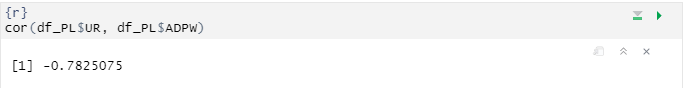 {r}
cor(df_PL$UR, df_PL$ADPW)
[1] -0.7825075